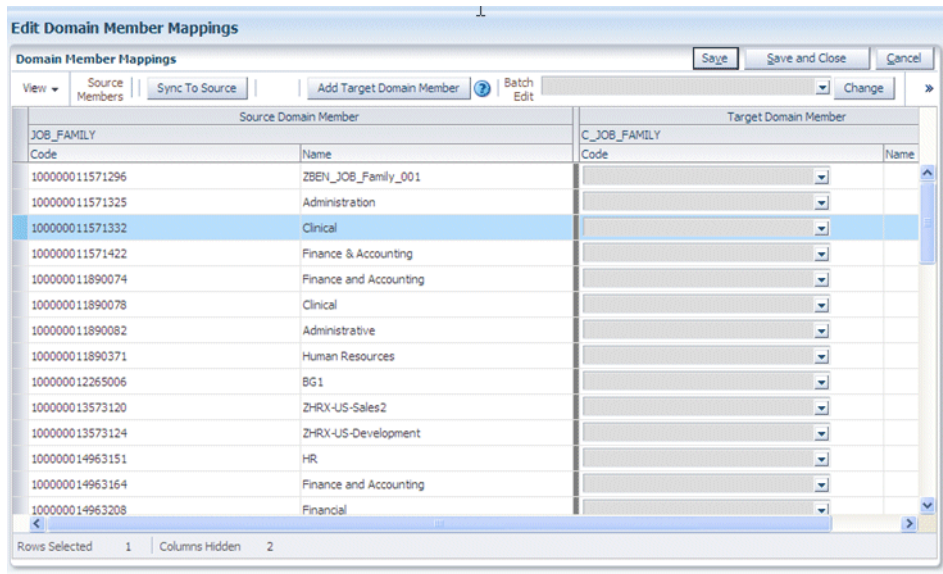 Edit Domain Member Mappings
Domain Member Mappings
Save Save and Close Cancel
View Source Members Sync To Source Add Target Domain Member ? Batch Edit Change »
Source Domain Member Target Domain Member
JOB_FAMILY C_JOB_FAMILY
Code Name Code Name
100000011571296 ZBEN_JOB_Family_001
100000011571325 Administration
100000011571332 Clinical
100000011571422 Finance & Accounting
100000011890074 Finance and Accounting
100000011890078 Clinical
100000011890082 Administrative
100000011890371 Human Resources
100000012265006 BG1
100000013573120 ZHRX-US-Sales2
100000013573124 ZHRX-US-Development
100000014963151 HR
100000014963164 Finance and Accounting
100000014963208 Financial
Rows Selected 1 Columns Hidden 2